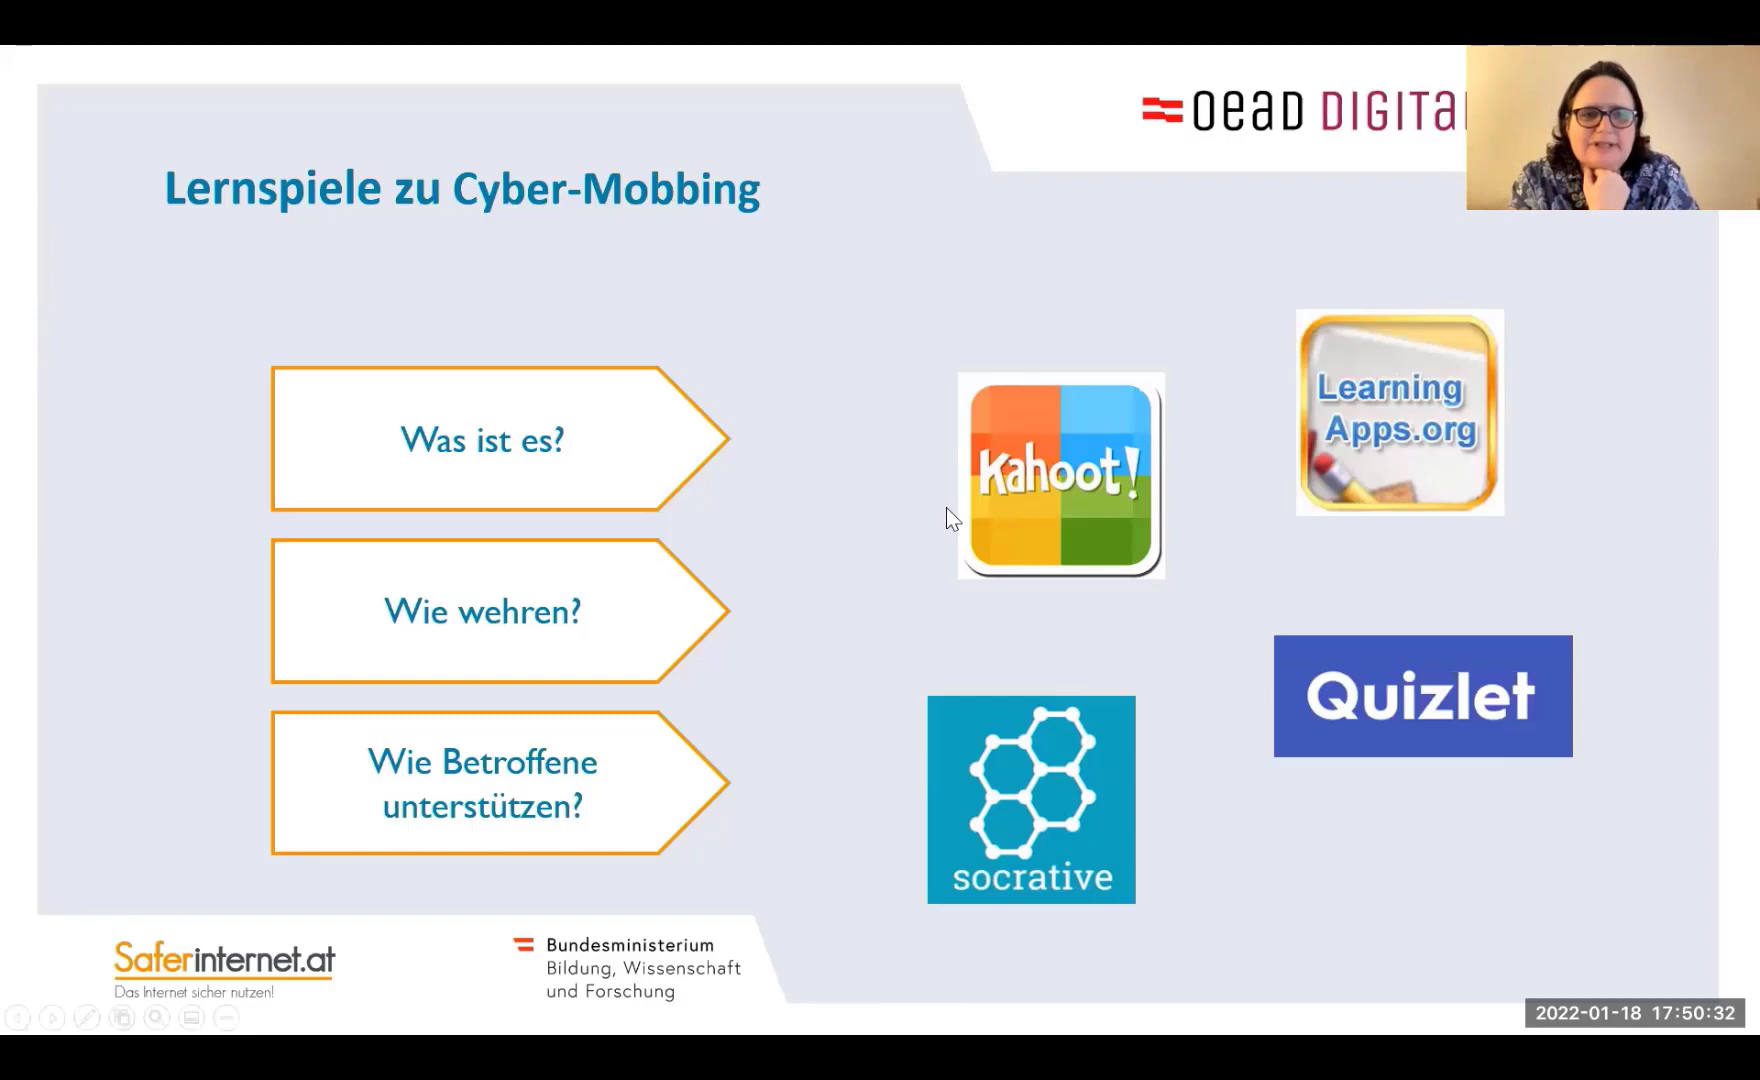 oead DIGITA
Lernspiele zu Cyber-Mobbing
Was ist es?
Wie wehren?
Wie Betroffene
unterstützen?
Kahoot!
Learning
Apps.org
socrative
Quizlet
Saferinternet.at
Das Internet sicher nutzen!
Bundesministerium
Bildung, Wissenschaft
und Forschung
2022-01-18 17:50:32